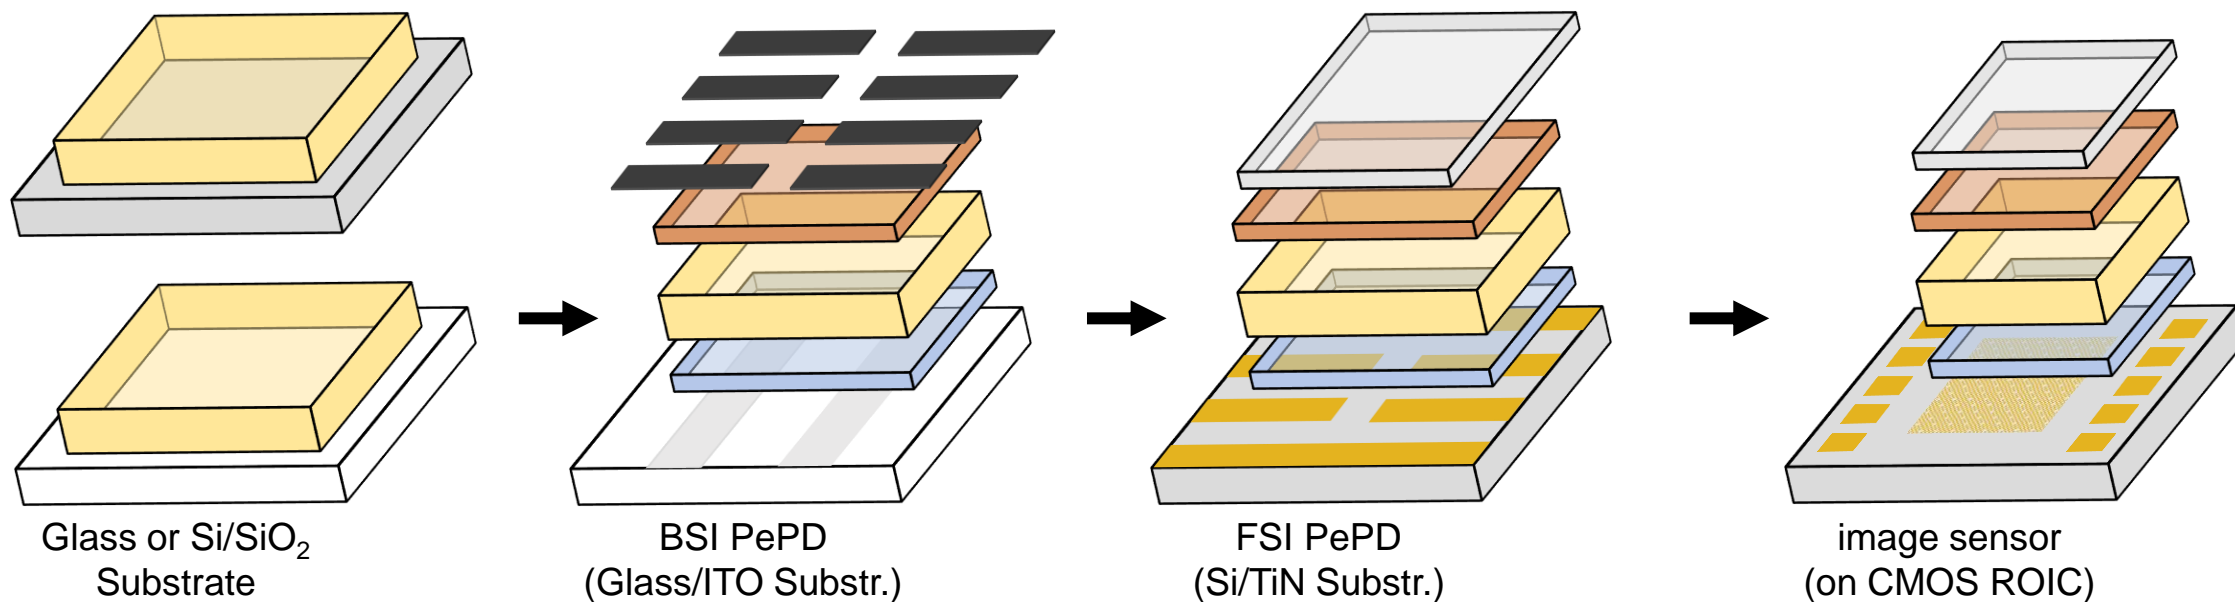 Glass or Si/SiO₂
Substrate
BSI PePD
(Glass/ITO Substr.)
FSI PePD
(Si/TiN Substr.)
image sensor
(on CMOS ROIC)